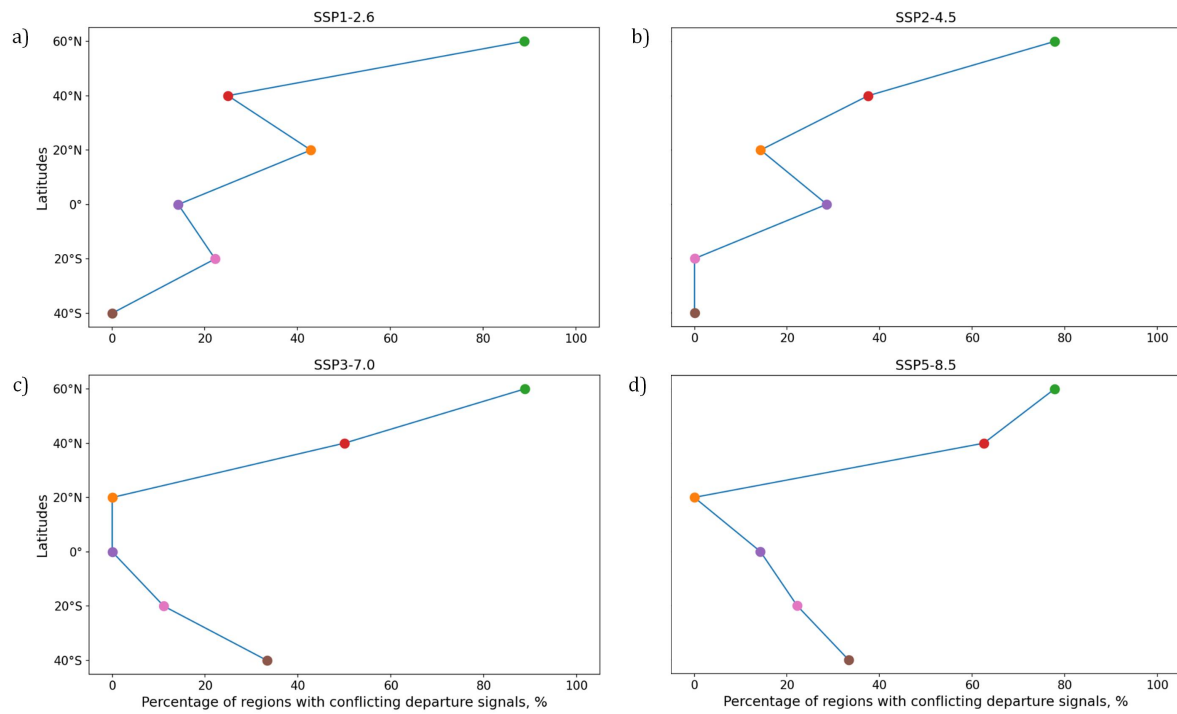 SSP1-2.6
SSP2-4.5
a)
b)
60°N
40°N
20°N
0°
20°S
40°S
Latitudes
0 20 40 60 80 100
0 20 40 60 80 100
SSP3-7.0
SSP5-8.5
c)
d)
60°N
40°N
20°N
0°
20°S
40°S
Latitudes
0 20 40 60 80 100
0 20 40 60 80 100
Percentage of regions with conflicting departure signals, %
Percentage of regions with conflicting departure signals, %